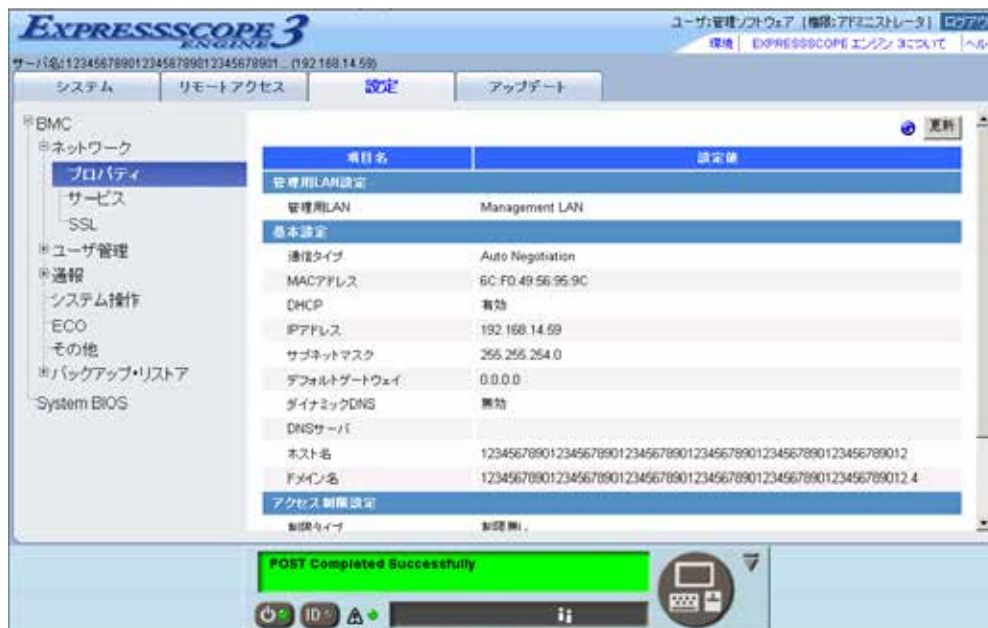 EXPRESSSCOPE 3
ENGINE
ユーザ:管理ソフトウェア [権限:アドミニストレータ]
環境 | EXPRESSSCOPE エンジン 3について | ヘル
サーバ名:1234567890123456789012345678901... (192.168.14.59)
システム リモートアクセス 設定 アップデート
BMC
ネットワーク
プロパティ
サービス
SSL
ユーザ管理
通報
システム操作
ECO
その他
バックアップ・リストア
System BIOS
更新
項目名 設定値
管理用LAN設定
管理用LAN Management LAN
基本設定
通信タイプ Auto Negotiation
MACアドレス 6C:F0:49:56:95:9C
DHCP 有効
IPアドレス 192.168.14.59
サブネットマスク 255.255.254.0
デフォルトゲートウェイ 0.0.0.0
ダイナミックDNS 無効
DNSサーバ
ホスト名 12345678901234567890123456789012345678901234567890123456789012
ドメイン名 12345678901234567890123456789012345678901234567890123456789012.4
アクセス制限設定
制限タイプ 制限無し
POST Completed Successfully
ID